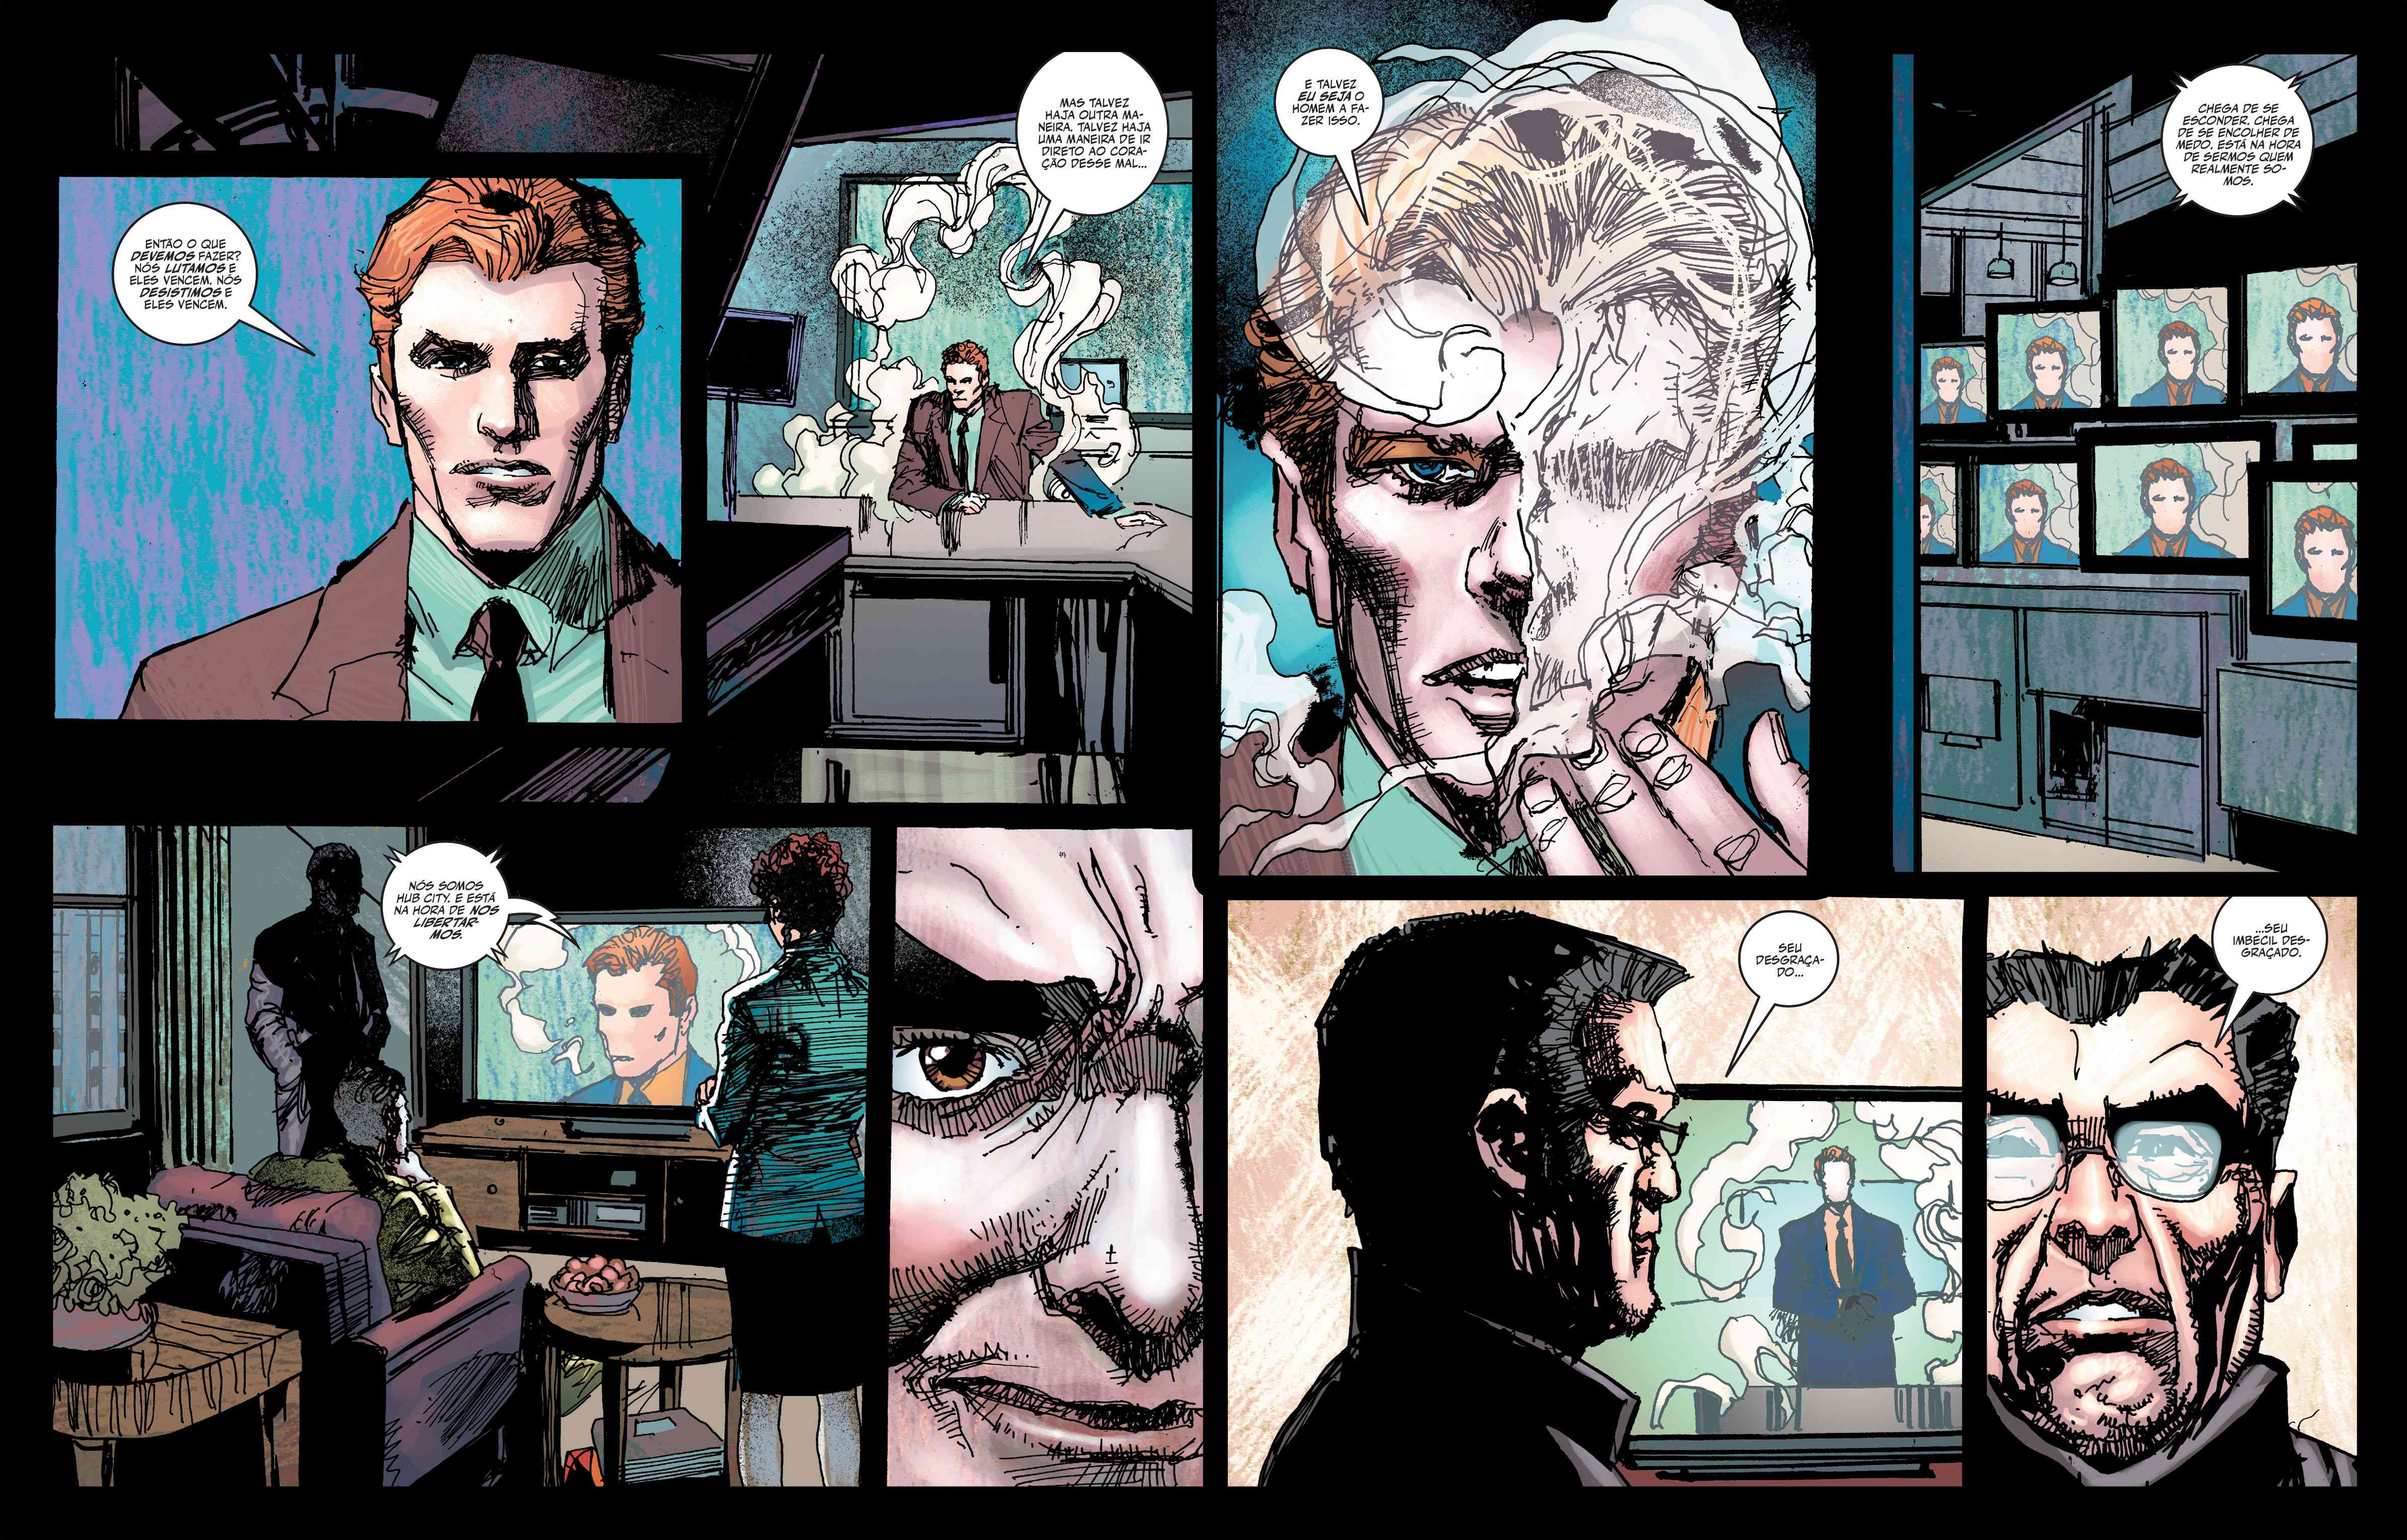 ENTÃO O QUE
DEVEMOS FAZER?
NÓS LUTAMOS E
ELES VENCEM. NÓS
DESISTIMOS E
ELES VENCEM.
MAS TALVEZ
HAJA OUTRA MA-
NEIRA. TALVEZ HAJA
UMA MANEIRA DE IR
DIRETO AO CORA-
ÇÃO DESSE MAL...
E TALVEZ
EU SEJA O
HOMEM A FA-
ZER ISSO.
CHEGA DE SE
ESCONDER. CHEGA
DE SE ENCOLHER DE
MEDO. ESTÁ NA HORA
DE SERMOS QUEM
REALMENTE SO-
MOS.
NÓS SOMOS
HUB CITY. E ESTÁ
NA HORA DE NOS
LIBERTAR-
MOS.
SEU
DESGRAÇA-
DO...
...SEU
IMBECIL DES-
GRAÇADO.